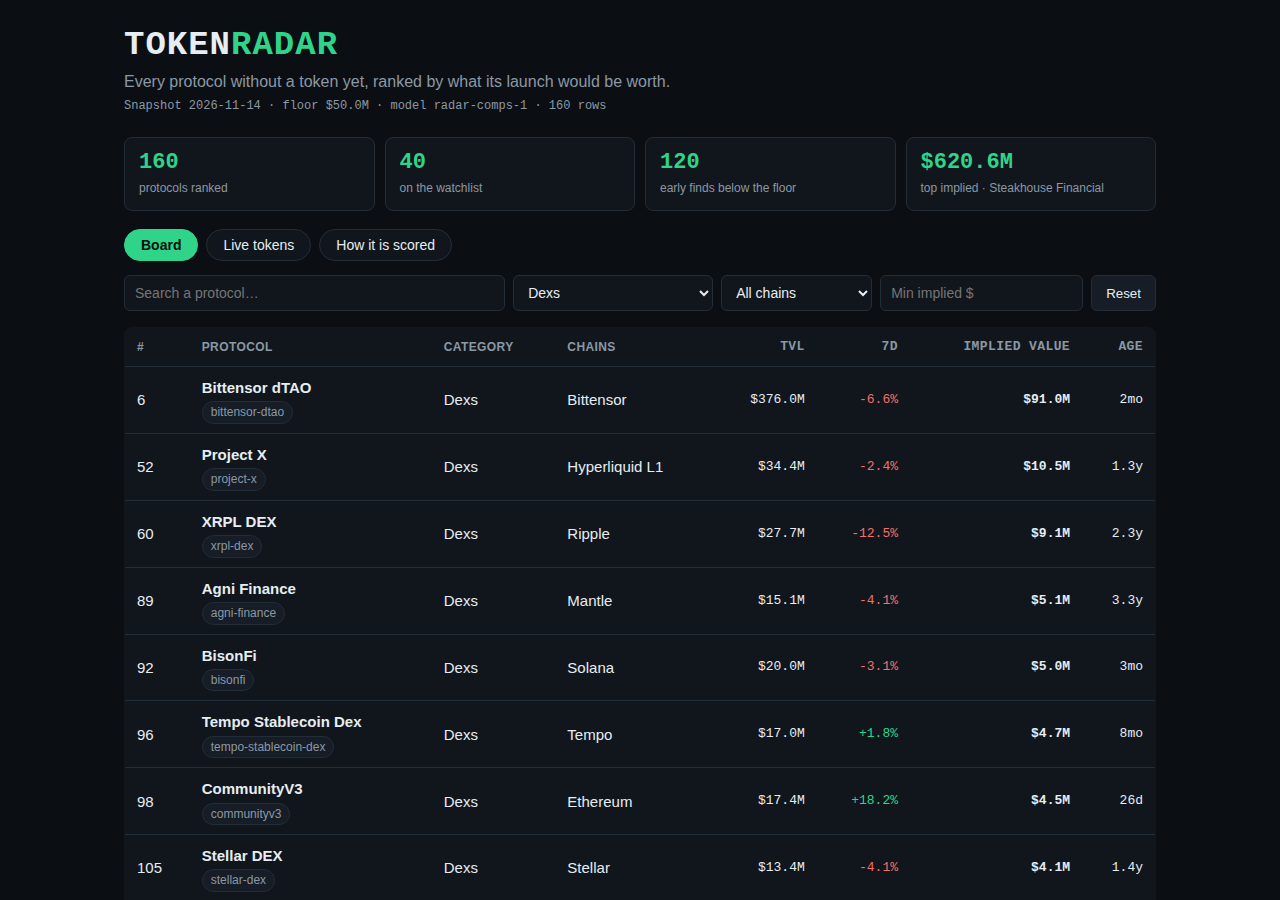 TOKENRADAR
Every protocol without a token yet, ranked by what its launch would be worth.
Snapshot 2026-11-14 · floor $50.0M · model radar-comps-1 · 160 rows
160 40 120 $620.6M
protocols ranked on the watchlist early finds below the floor top implied · Steakhouse Financial
Board Live tokens How it is scored
Search a protocol… Dexs All chains Min implied $ Reset
# PROTOCOL CATEGORY CHAINS TVL 7D IMPLIED VALUE AGE
6 Bittensor dTAO Dexs Bittensor $376.0M -6.6% $91.0M 2mo
bittensor-dtao
52 Project X Dexs Hyperliquid L1 $34.4M -2.4% $10.5M 1.3y
project-x
60 XRPL DEX Dexs Ripple $27.7M -12.5% $9.1M 2.3y
xrpl-dex
89 Agni Finance Dexs Mantle $15.1M -4.1% $5.1M 3.3y
agni-finance
92 BisonFi Dexs Solana $20.0M -3.1% $5.0M 3mo
bisonfi
96 Tempo Stablecoin Dex Dexs Tempo $17.0M +1.8% $4.7M 8mo
tempo-stablecoin-dex
98 CommunityV3 Dexs Ethereum $17.4M +18.2% $4.5M 26d
communityv3
105 Stellar DEX Dexs Stellar $13.4M -4.1% $4.1M 1.4y
stellar-dex